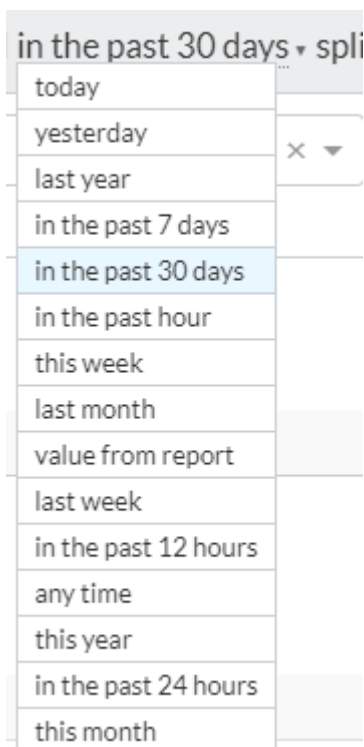 in the past 30 days ▾ spli
today
yesterday
last year
in the past 7 days
in the past 30 days
in the past hour
this week
last month
value from report
last week
in the past 12 hours
any time
this year
in the past 24 hours
this month